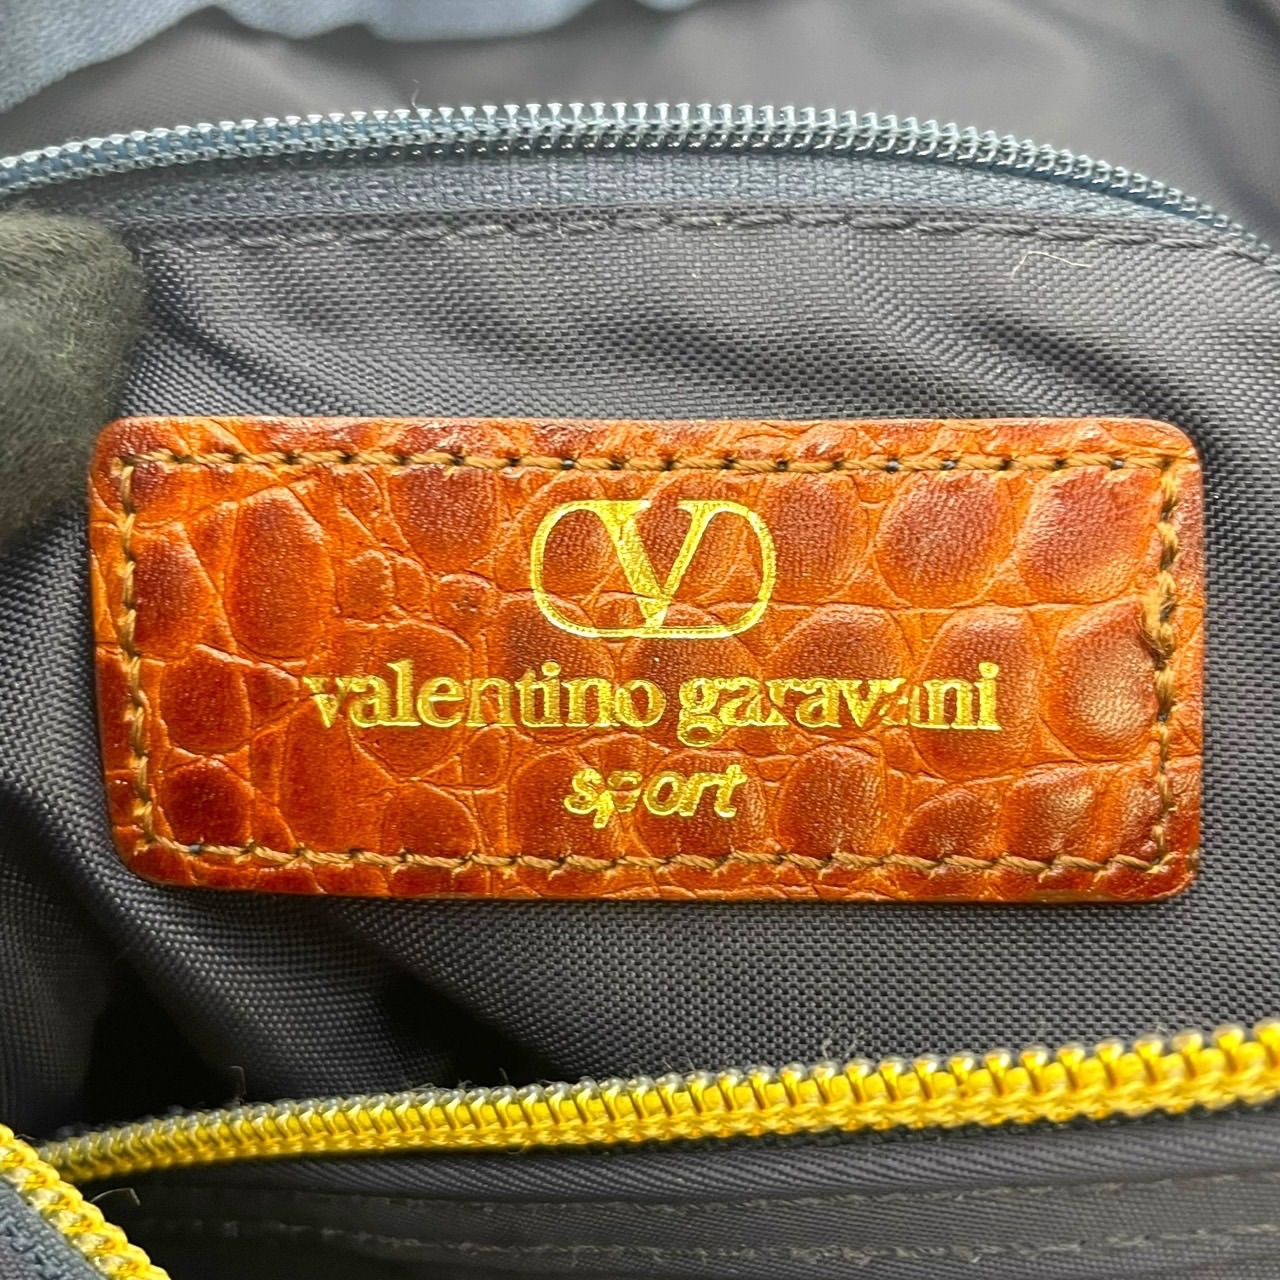 V
valentino garavani
sport